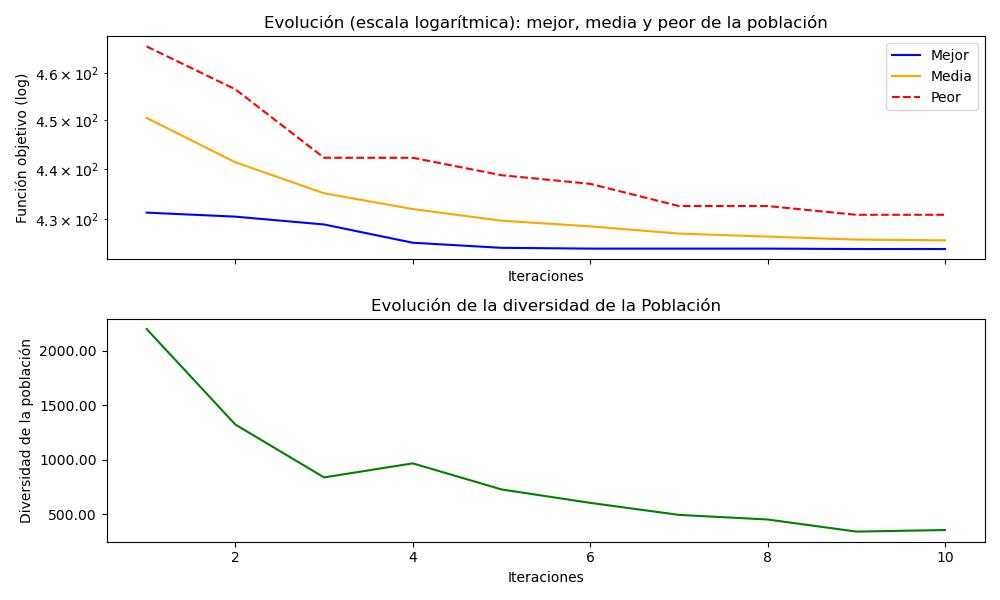 Evolución (escala logarítmica): mejor, media y peor de la población
Función objetivo (log)
4.6 × 10²
4.5 × 10²
4.4 × 10²
4.3 × 10²
Mejor
Media
Peor
Iteraciones
Evolución de la diversidad de la Población
Diversidad de la población
2000.00
1500.00
1000.00
500.00
2 4 6 8 10
Iteraciones